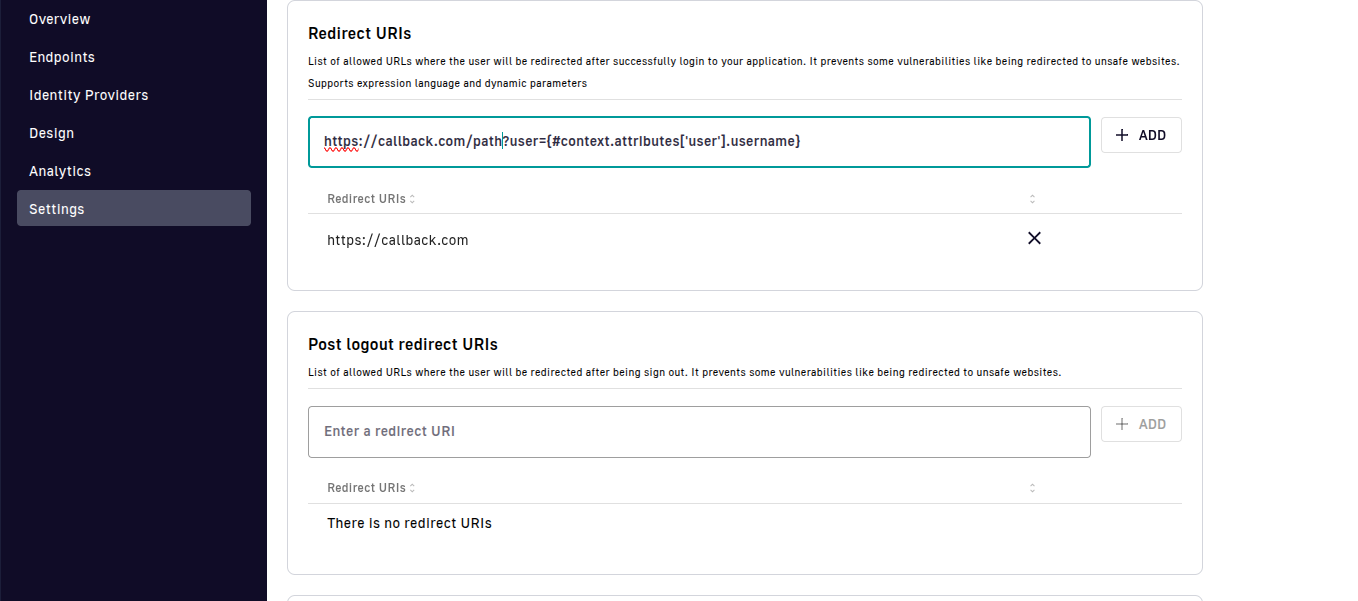 Overview
Endpoints
Identity Providers
Design
Analytics
Settings
Redirect URIs
List of allowed URLs where the user will be redirected after successfully login to your application. It prevents some vulnerabilities like being redirected to unsafe websites.
Supports expression language and dynamic parameters
https://callback.com/path?user={#context.attributes['user'].username}
+ ADD
Redirect URIs
https://callback.com
Post logout redirect URIs
List of allowed URLs where the user will be redirected after being sign out. It prevents some vulnerabilities like being redirected to unsafe websites.
Enter a redirect URI
+ ADD
Redirect URIs
There is no redirect URIs